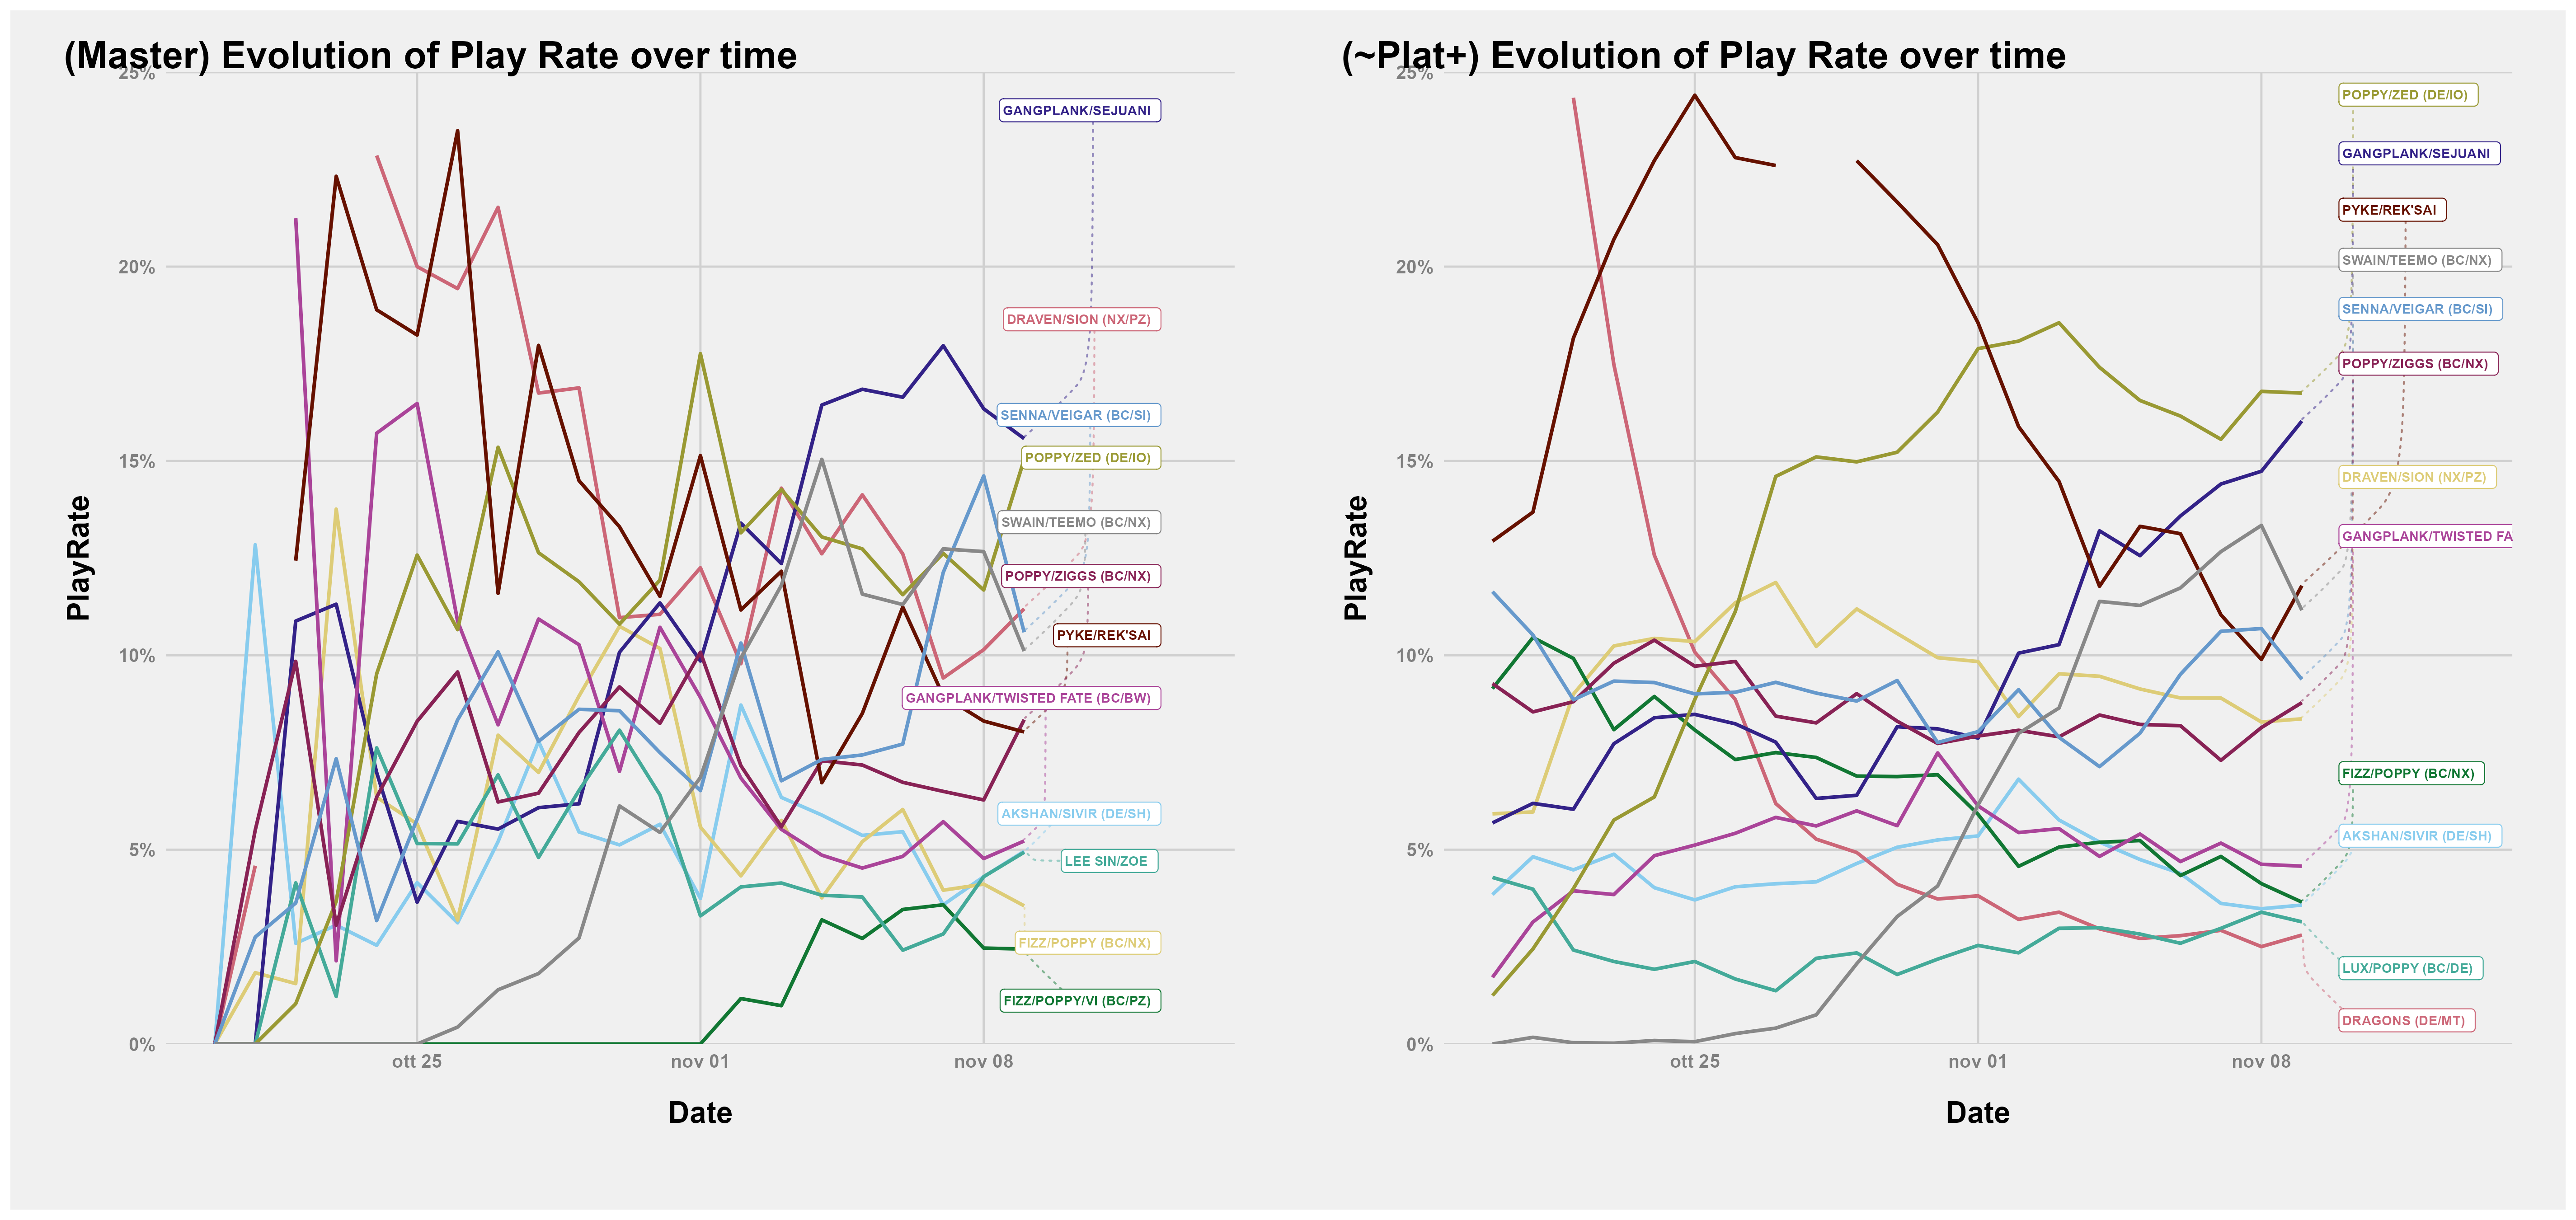 (Master) Evolution of Play Rate over time
25%
20%
15%
10%
5%
0%
PlayRate
ott 25
nov 01
nov 08
Date
GANGPLANK/SEJUANI
DRAVEN/SION (NX/PZ)
SENNA/VEIGAR (BC/SI)
POPPY/ZED (DE/IO)
SWAIN/TEEMO (BC/NX)
POPPY/ZIGGS (BC/NX)
PYKE/REK'SAI
GANGPLANK/TWISTED FATE (BC/BW)
AKSHAN/SIVIR (DE/SH)
LEE SIN/ZOE
FIZZ/POPPY (BC/NX)
FIZZ/POPPY/VI (BC/PZ)
(~Plat+) Evolution of Play Rate over time
25%
20%
15%
10%
5%
0%
PlayRate
ott 25
nov 01
nov 08
Date
POPPY/ZED (DE/IO)
GANGPLANK/SEJUANI
PYKE/REK'SAI
SWAIN/TEEMO (BC/NX)
SENNA/VEIGAR (BC/SI)
POPPY/ZIGGS (BC/NX)
DRAVEN/SION (NX/PZ)
GANGPLANK/TWISTED FA
FIZZ/POPPY (BC/NX)
AKSHAN/SIVIR (DE/SH)
LUX/POPPY (BC/DE)
DRAGONS (DE/MT)